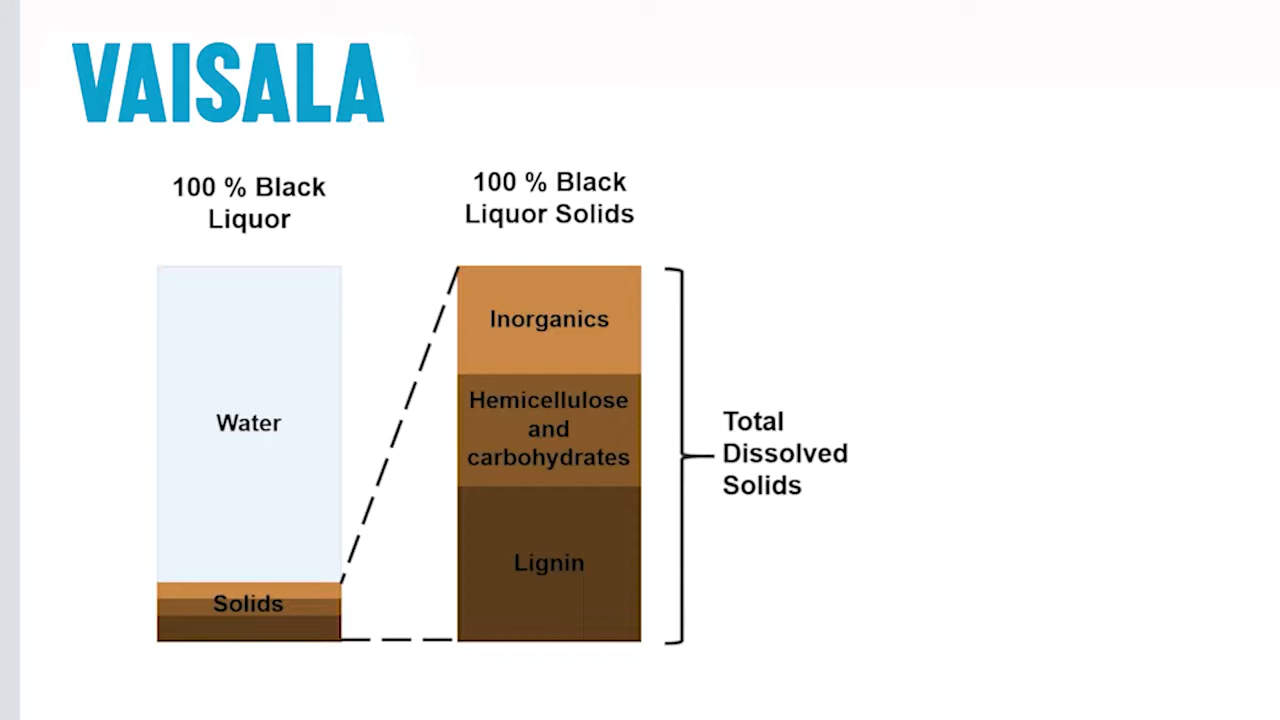 VAISALA
100 % Black
Liquor
100 % Black
Liquor Solids
Water
Solids
Inorganics
Hemicellulose
and
carbohydrates
Lignin
Total
Dissolved
Solids